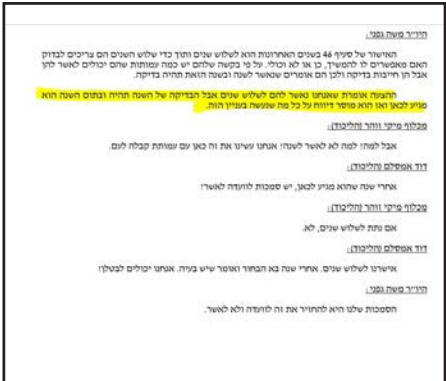 היו״ר משה גפני:
האישור של סעיף 46 בשנים האחרונות הוא לשלוש שנים ותוך כדי שלוש השנים הם צריכים לבדוק
האם מאפשרים לו להמשיך, כן או לא וכולי. על פי בקשה שלהם יש כמה עמותות שהם יכולים לאשר להן
אבל הן חייבות בדיקה ולכן הם אומרים שנאשר לשנה ובשנה הזאת תהיה בדיקה.
ההצעה אומרת שאנחנו נאשר להם לשלוש שנים אבל הבדיקה של השנה תהיה ובתום השנה הוא
מגיע לכאן ואז הוא מוסר דיווח על כל מה שנעשה בעניין הזה.
מכלוף מיקי זוהר (הליכוד):
אבל למה? למה לא לאשר לשנה? אנחנו עשינו את זה כאן עם עמותת קבלה לעם.
דוד אמסלם (הליכוד):
אחרי שנה שהוא מגיע לכאן, יש סמכות לוועדה לאשר?
מכלוף מיקי זוהר (הליכוד):
אם נתת לשלוש שנים, לא.
דוד אמסלם (הליכוד):
אישרנו לשלוש שנים. אחרי שנה בא הבחור ואומר שיש בעיה. אנחנו יכולים לבטל?
היו״ר משה גפני:
הסמכות שלנו היא להחזיר את זה לוועדה ולא לאשר.